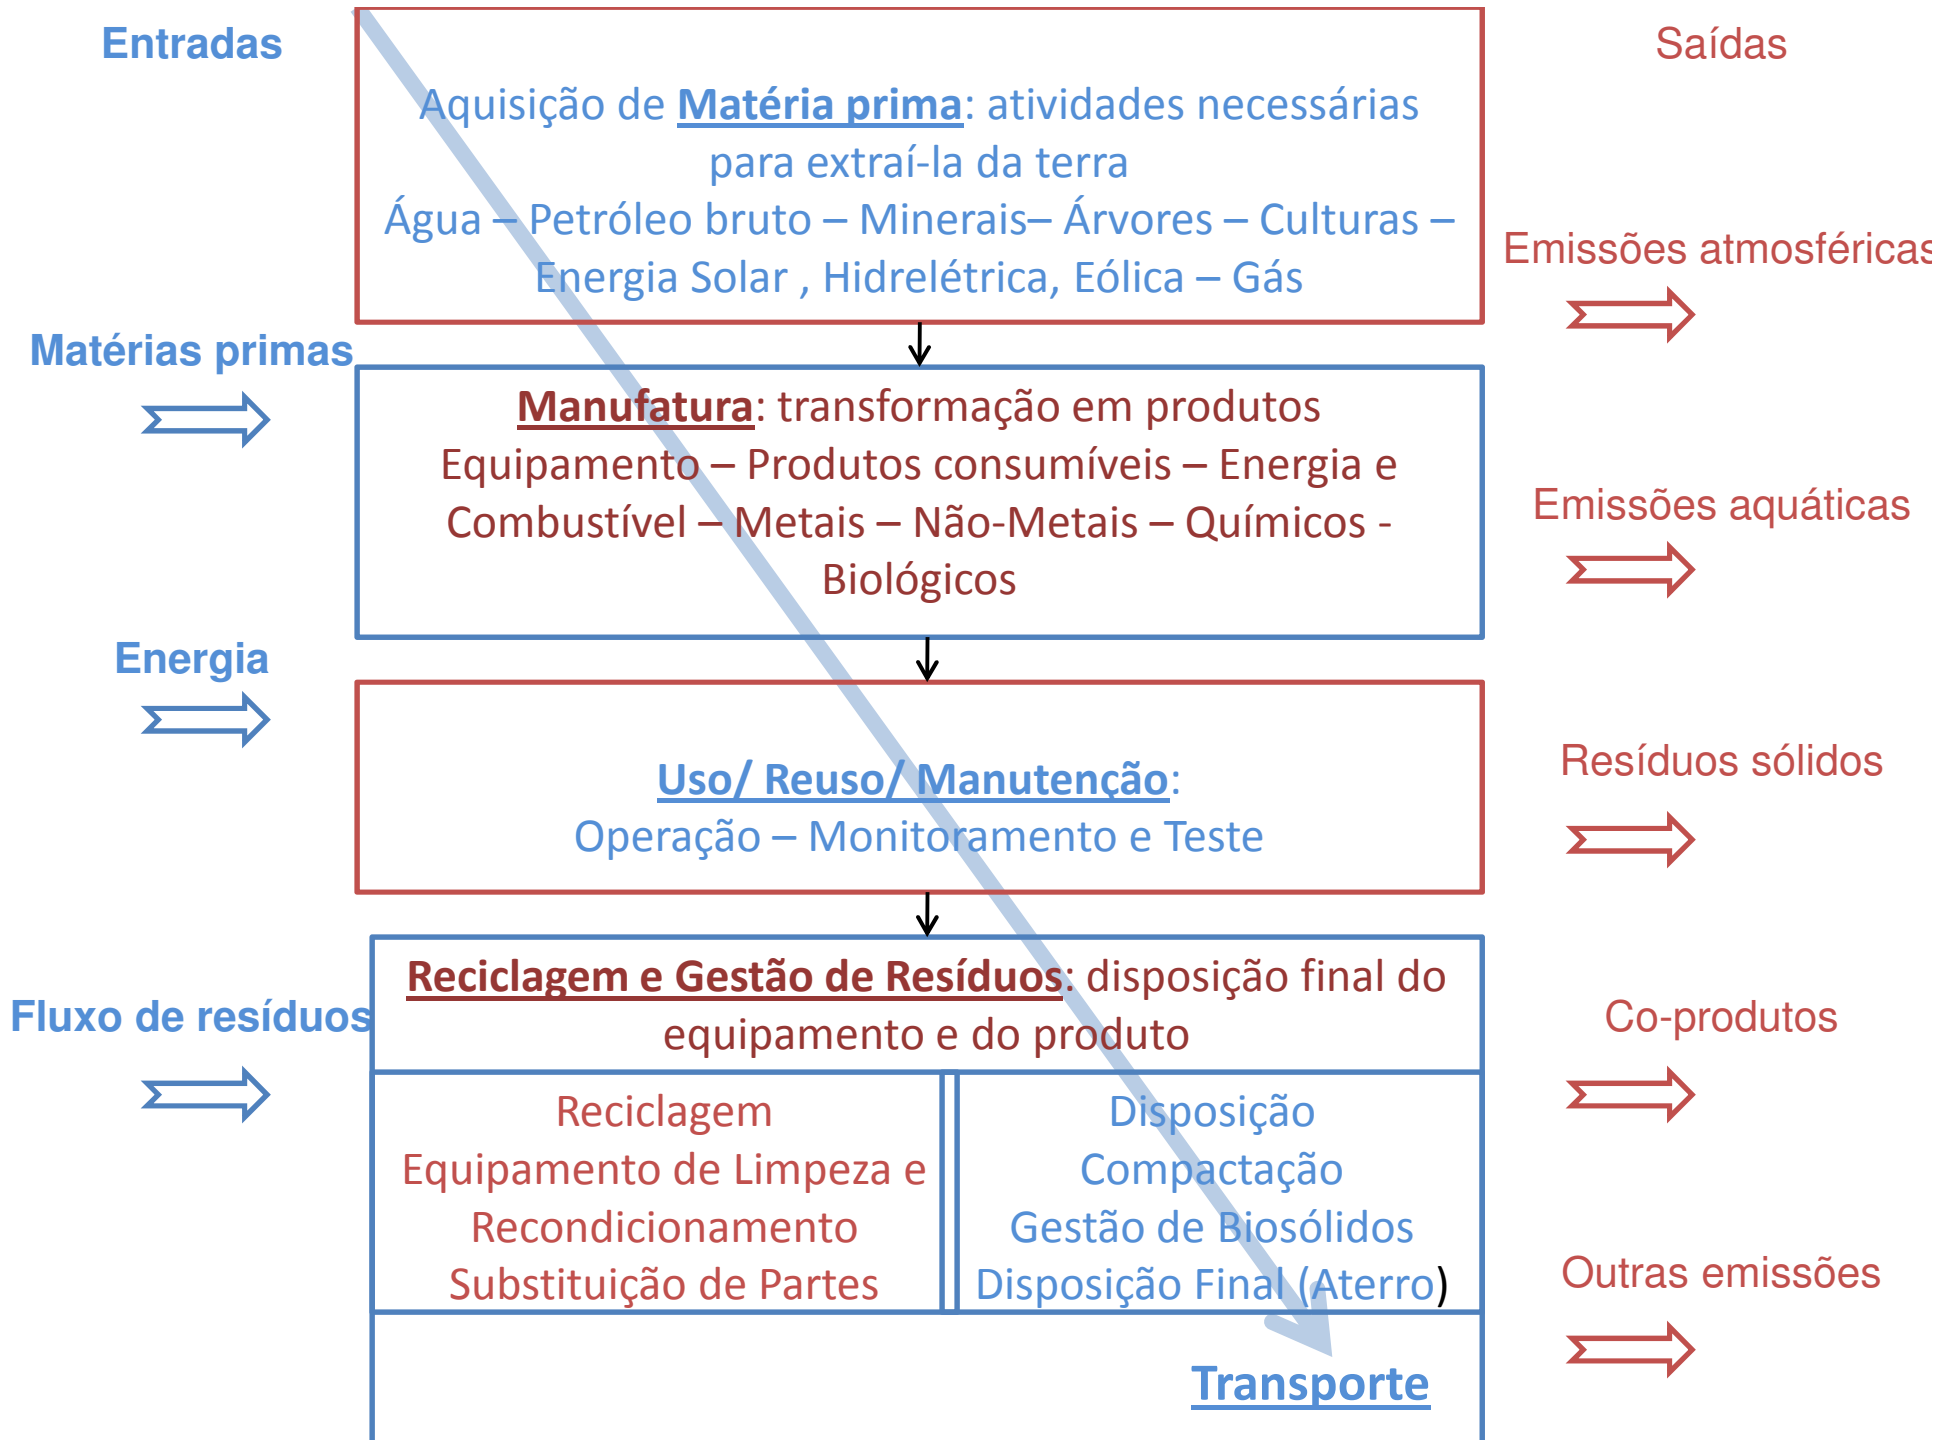 Entradas
Saídas
Aquisição de Matéria prima: atividades necessárias
para extraí-la da terra
Água – Petróleo bruto – Minerais– Árvores – Culturas –
Energia Solar , Hidrelétrica, Eólica – Gás
Emissões atmosféricas
Matérias primas
Manufatura: transformação em produtos
Equipamento – Produtos consumíveis – Energia e
Combustível – Metais – Não-Metais – Químicos -
Biológicos
Emissões aquáticas
Energia
Uso/ Reuso/ Manutenção:
Operação – Monitoramento e Teste
Resíduos sólidos
Reciclagem e Gestão de Resíduos: disposição final do
equipamento e do produto
Fluxo de resíduos
Co-produtos
Reciclagem
Equipamento de Limpeza e
Recondicionamento
Substituição de Partes
Disposição
Compactação
Gestão de Biosólidos
Disposição Final (Aterro)
Outras emissões
Transporte